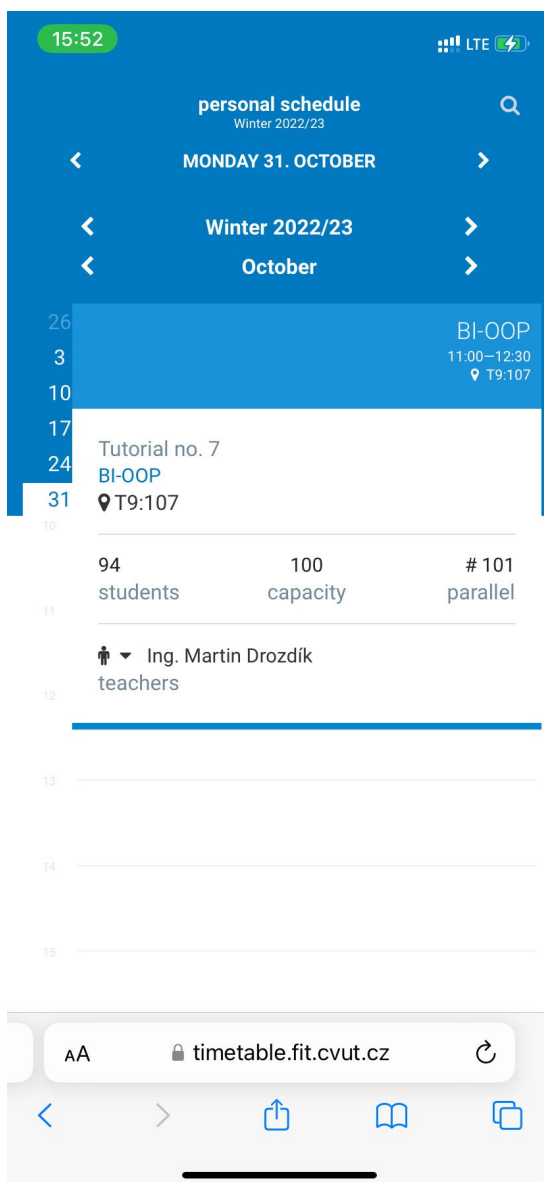 15:52
LTE
personal schedule
Winter 2022/23
MONDAY 31. OCTOBER
Winter 2022/23
October
26
3
10
17
24
31
BI-OOP
11:00–12:30
T9:107
Tutorial no. 7
BI-OOP
T9:107
94
students
100
capacity
# 101
parallel
Ing. Martin Drozdík
teachers
10
11
12
13
14
15
AA
timetable.fit.cvut.cz